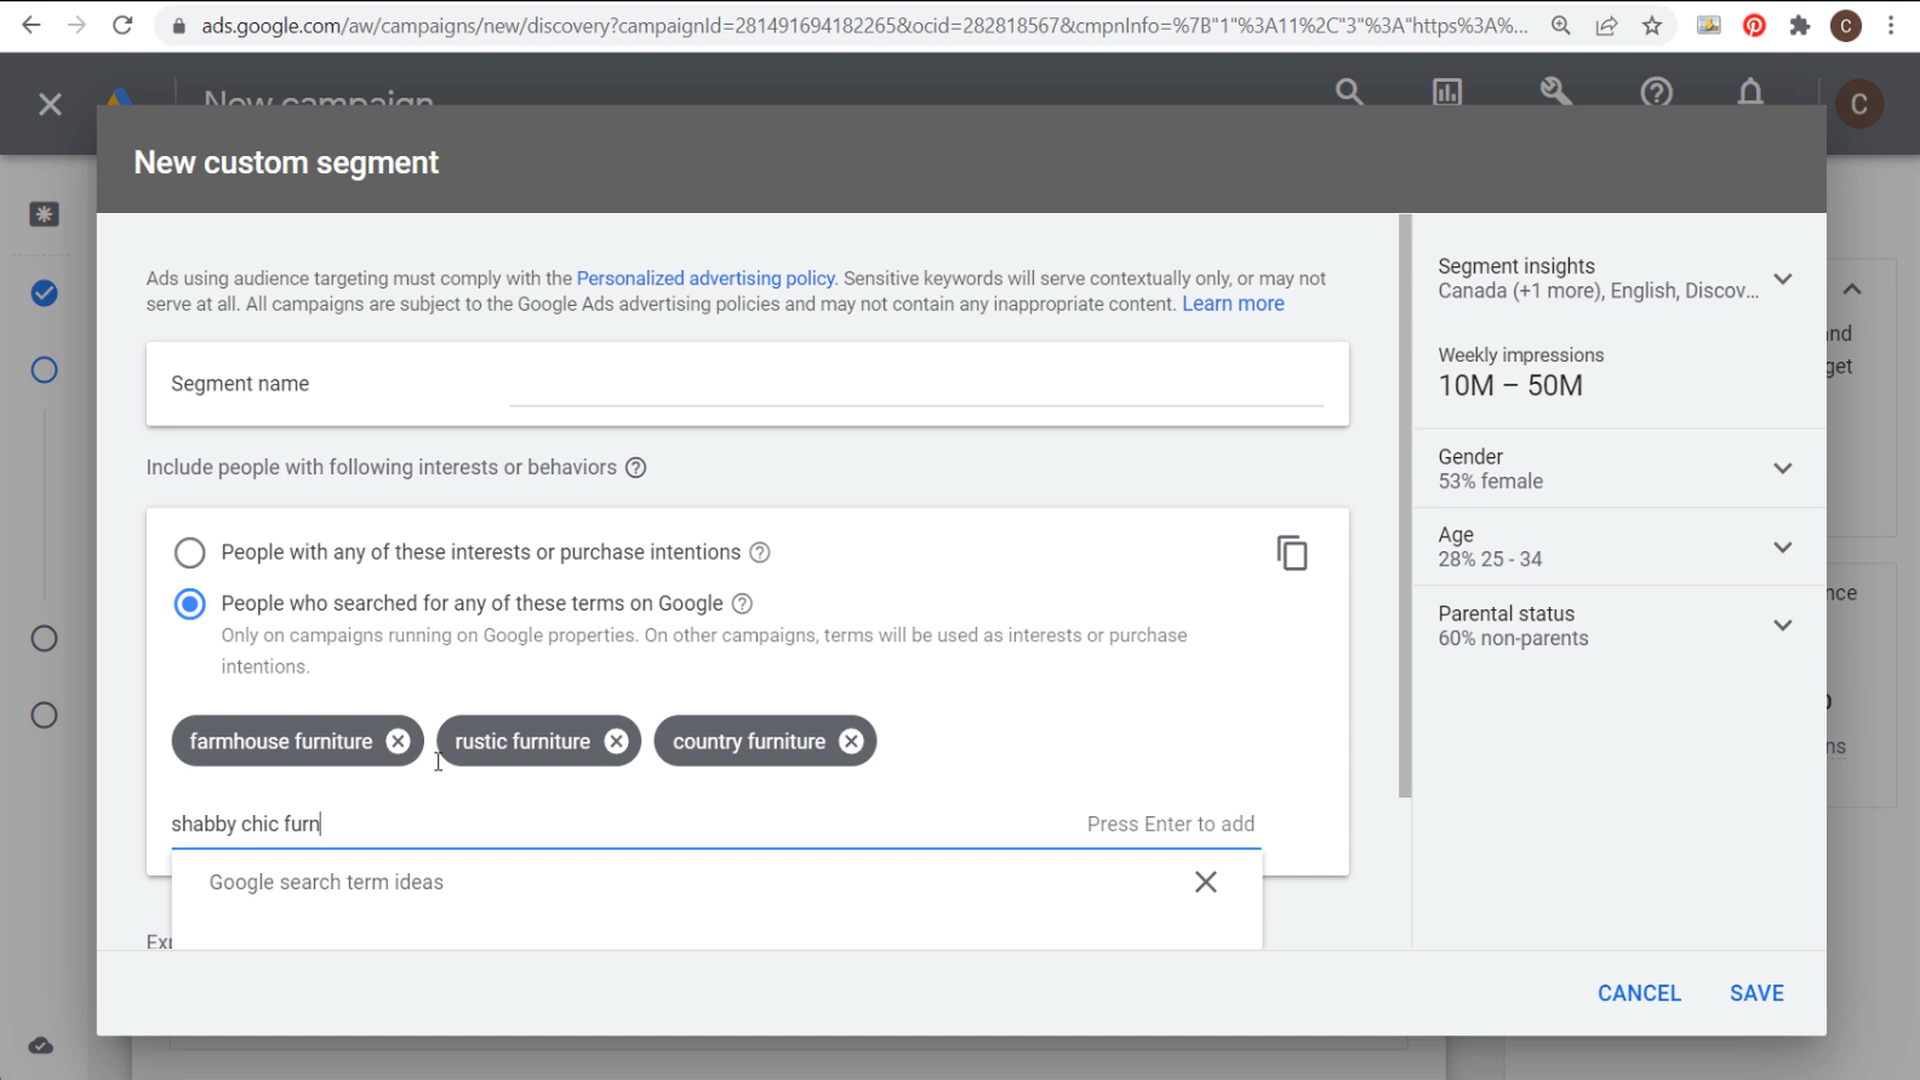 ads.google.com/aw/campaigns/new/discovery?campaignId=281491694182265&ocid=282818567&cmpnInfo=%7B"1"%3A11%2C"3"%3A"https%3A%...
C
New campaign
C
New custom segment
Ads using audience targeting must comply with the Personalized advertising policy. Sensitive keywords will serve contextually only, or may not
serve at all. All campaigns are subject to the Google Ads advertising policies and may not contain any inappropriate content. Learn more
Segment name
Include people with following interests or behaviors
People with any of these interests or purchase intentions
People who searched for any of these terms on Google
Only on campaigns running on Google properties. On other campaigns, terms will be used as interests or purchase
intentions.
farmhouse furniture
rustic furniture
country furniture
shabby chic furn
Press Enter to add
Google search term ideas
Segment insights
Canada (+1 more), English, Discov...
Weekly impressions
10M – 50M
Gender
53% female
Age
28% 25 - 34
Parental status
60% non-parents
CANCEL
SAVE